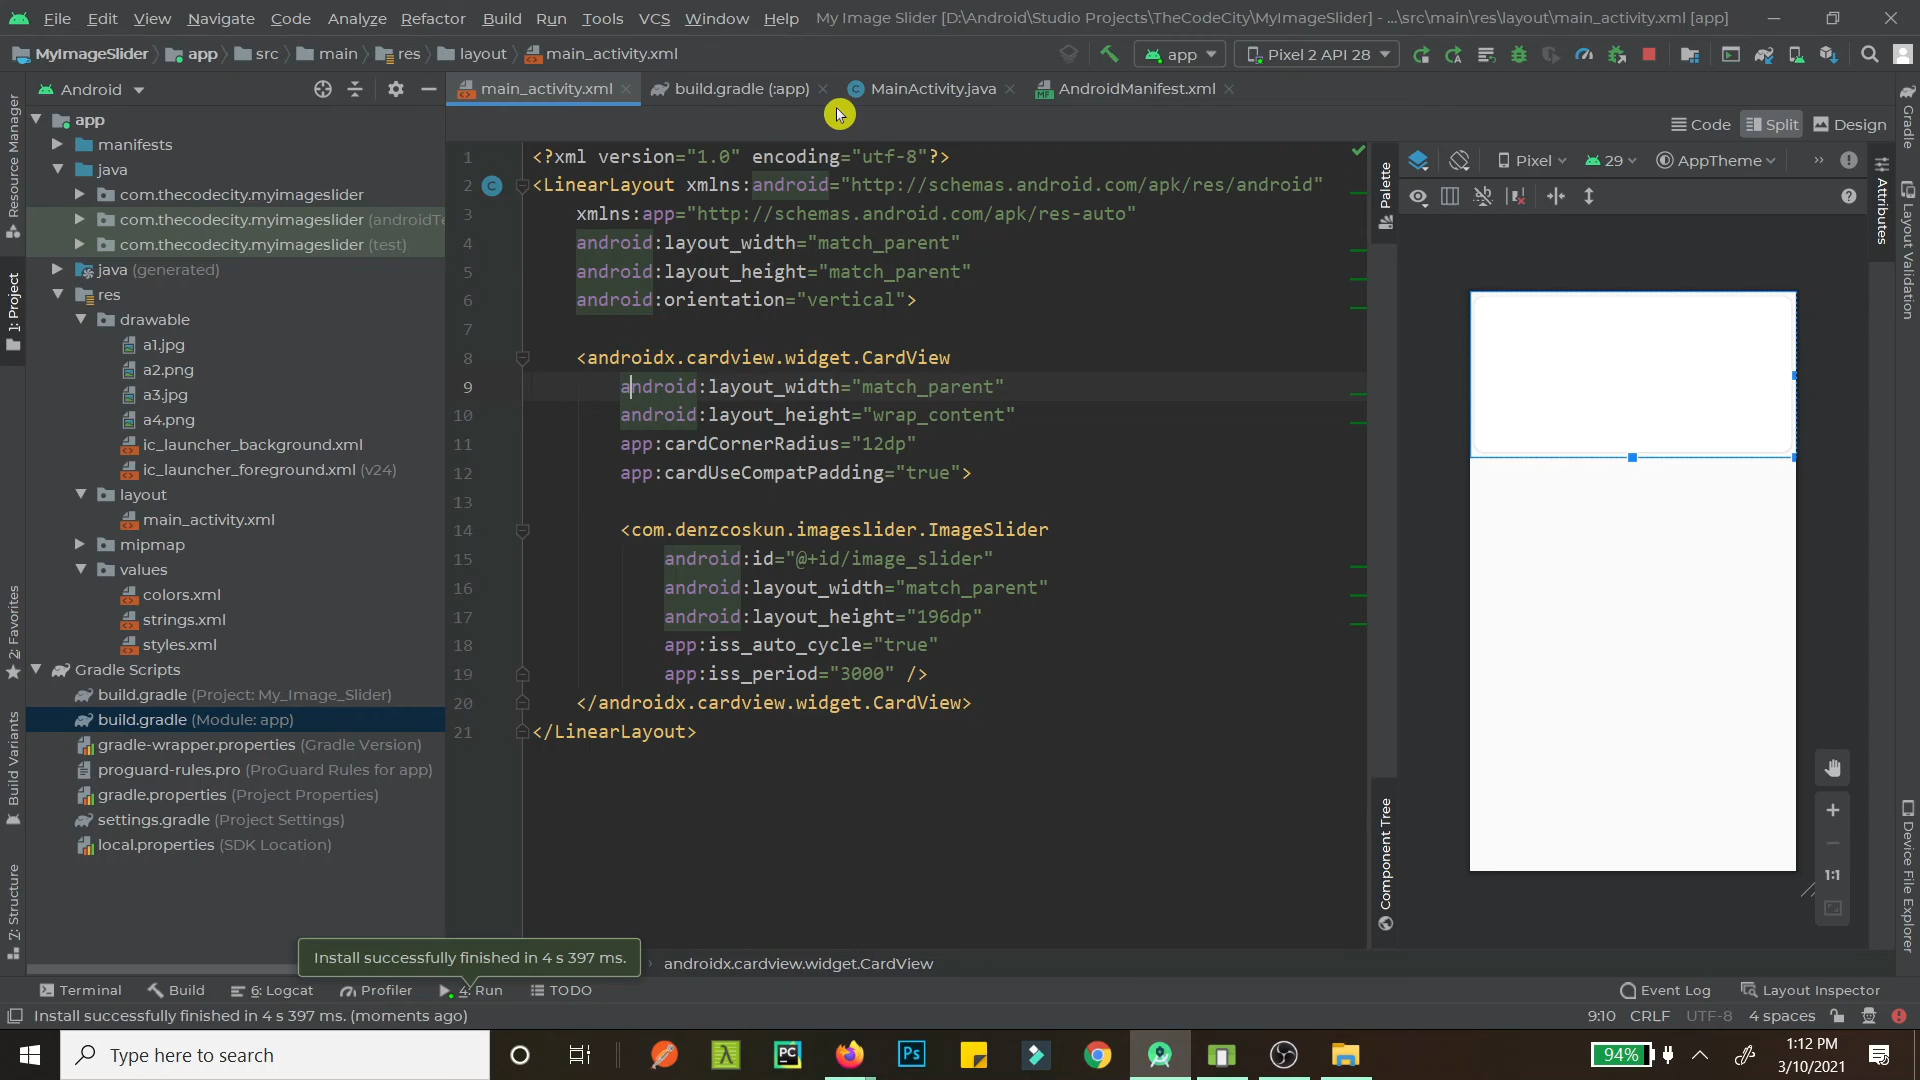 File Edit View Navigate Code Analyze Refactor Build Run Tools VCS Window Help My Image Slider [D:\Android\Studio Projects\TheCodeCity\MyImageSlider] - ...\src\main\res\layout\main_activity.xml [app]
MyImageSlider app src main res layout main_activity.xml app Pixel 2 API 28
Android main_activity.xml build.gradle (:app) MainActivity.java AndroidManifest.xml
Code Split Design
Pixel 29 AppTheme
Resource Manager
1: Project
2: Favorites
Build Variants
7: Structure
app
manifests
java
com.thecodecity.myimageslider
com.thecodecity.myimageslider (androidTe
com.thecodecity.myimageslider (test)
java (generated)
res
drawable
a1.jpg
a2.png
a3.jpg
a4.png
ic_launcher_background.xml
ic_launcher_foreground.xml (v24)
layout
main_activity.xml
mipmap
values
colors.xml
strings.xml
styles.xml
Gradle Scripts
build.gradle (Project: My_Image_Slider)
build.gradle (Module: app)
gradle-wrapper.properties (Gradle Version)
proguard-rules.pro (ProGuard Rules for app)
gradle.properties (Project Properties)
settings.gradle (Project Settings)
local.properties (SDK Location)
1 <?xml version="1.0" encoding="utf-8"?>
2 <LinearLayout xmlns:android="http://schemas.android.com/apk/res/android"
3 xmlns:app="http://schemas.android.com/apk/res-auto"
4 android:layout_width="match_parent"
5 android:layout_height="match_parent"
6 android:orientation="vertical">
7
8 <androidx.cardview.widget.CardView
9 android:layout_width="match_parent"
10 android:layout_height="wrap_content"
11 app:cardCornerRadius="12dp"
12 app:cardUseCompatPadding="true">
13
14 <com.denzcoskun.imageslider.ImageSlider
15 android:id="@+id/image_slider"
16 android:layout_width="match_parent"
17 android:layout_height="196dp"
18 app:iss_auto_cycle="true"
19 app:iss_period="3000" />
20 </androidx.cardview.widget.CardView>
21 </LinearLayout>
Palette
Component Tree
Attributes
Gradle
Layout Validation
Device File Explorer
1:1
Install successfully finished in 4 s 397 ms.
androidx.cardview.widget.CardView
Terminal Build 6: Logcat Profiler 4: Run TODO Event Log Layout Inspector
Install successfully finished in 4 s 397 ms. (moments ago) 9:10 CRLF UTF-8 4 spaces
Type here to search
PC
Ps
94%
1:12 PM
3/10/2021